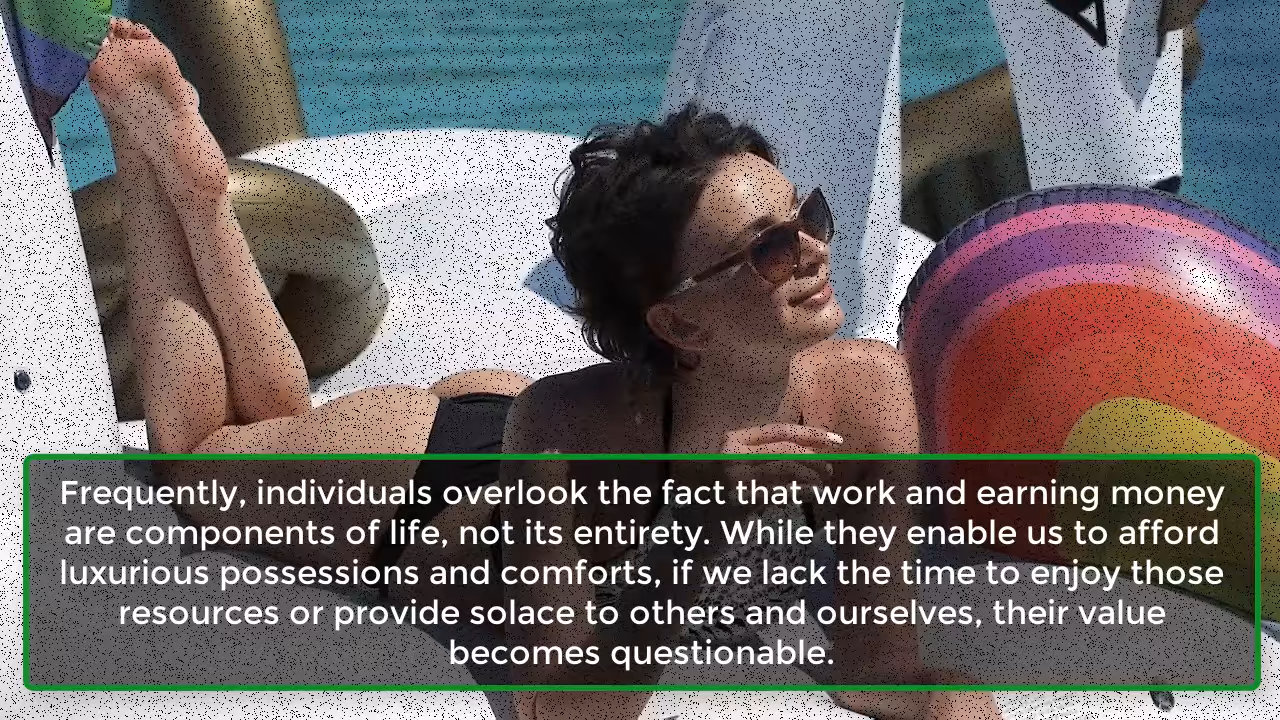 Frequently, individuals overlook the fact that work and earning money
are components of life, not its entirety. While they enable us to afford
luxurious possessions and comforts, if we lack the time to enjoy those
resources or provide solace to others and ourselves, their value
becomes questionable.